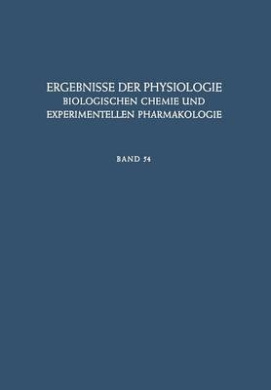 ERGEBNISSE DER PHYSIOLOGIE
BIOLOGISCHEN CHEMIE UND
EXPERIMENTELLEN PHARMAKOLOGIE
BAND 54